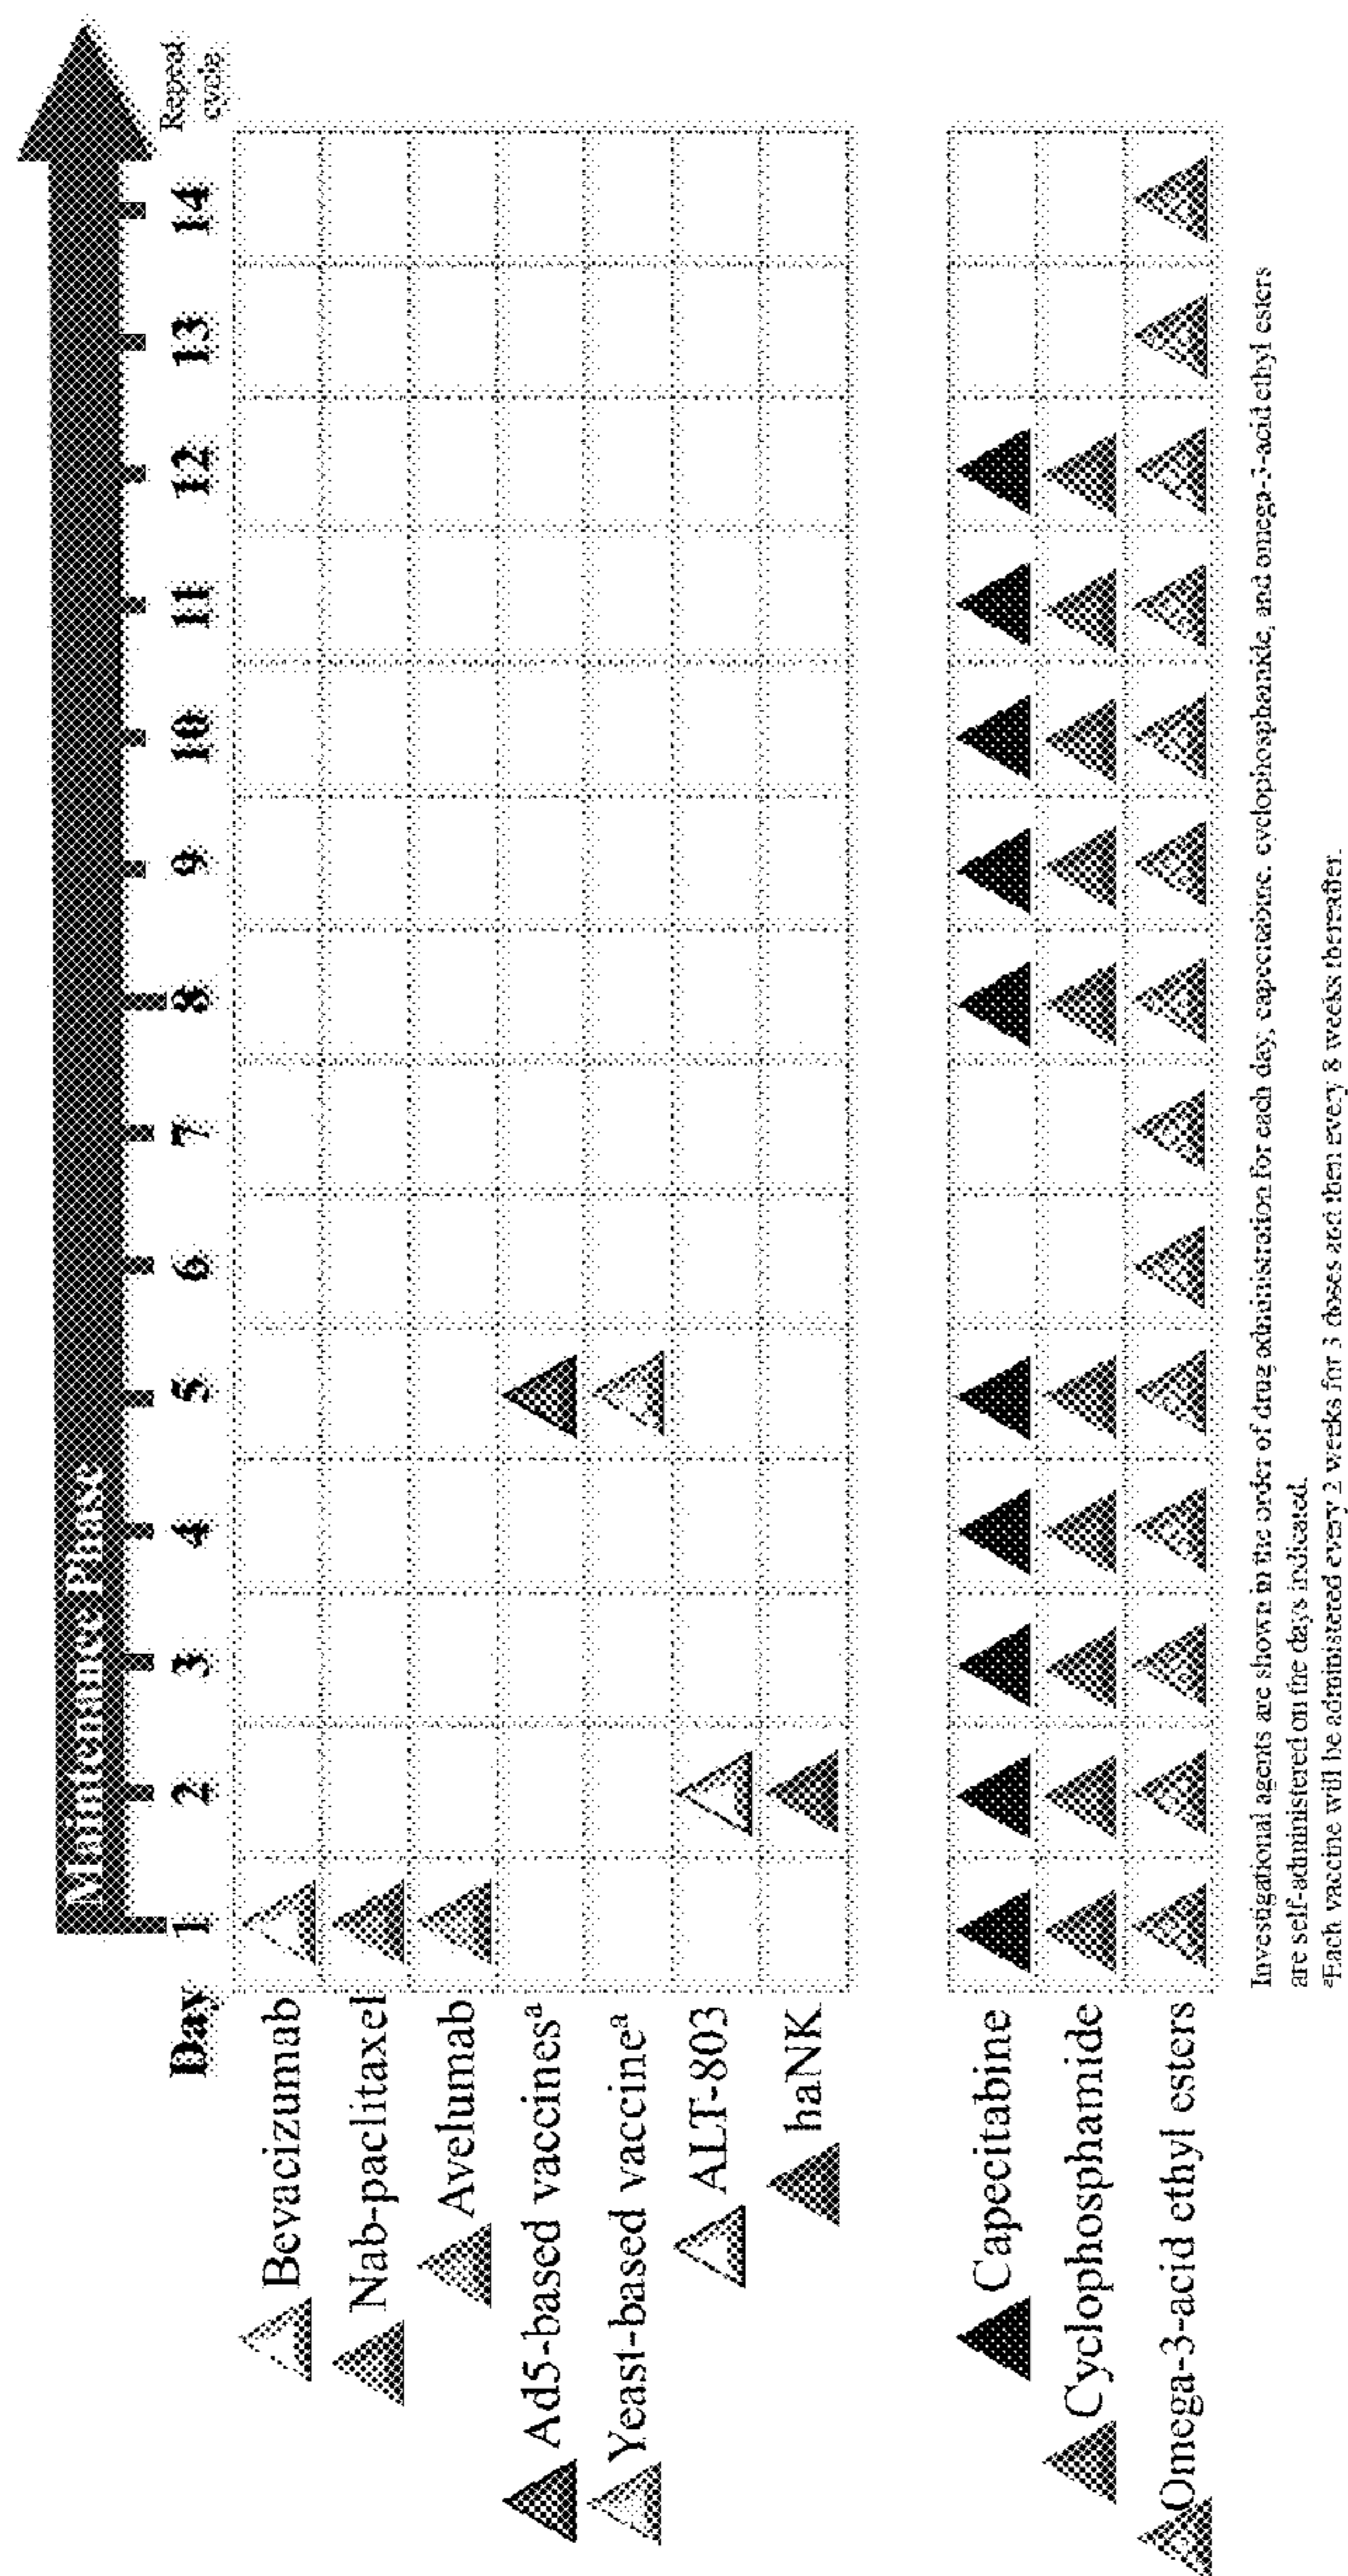 Maintenance Phase
Day 1 2 3 4 5 6 7 8 9 10 11 12 13 14 Repeat
cycle
Bevacizumab
Nab-paclitaxel
Avelumab
Ad5-based vaccinesᵃ
Yeast-based vaccineᵃ
ALT-803
haNK
Capecitabine
Cyclophosphamide
Omega-3-acid ethyl esters
Investigational agents are shown in the order of drug administration for each day; capecitabine, cyclophosphamide, and omega-3-acid ethyl esters
are self-administered on the days indicated.
ᵃEach vaccine will be administered every 2 weeks for 3 doses and then every 8 weeks thereafter.